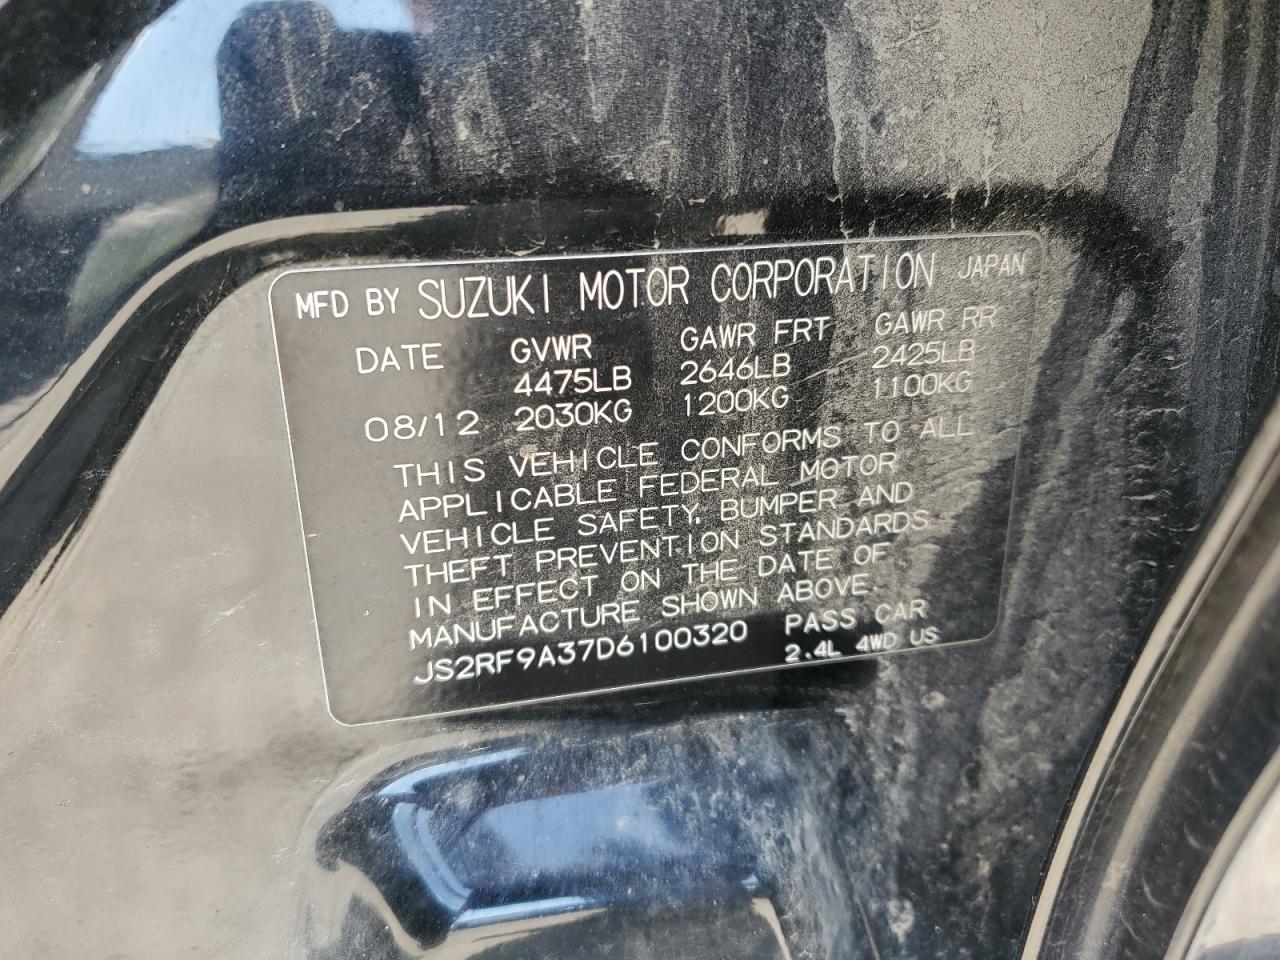 MFD BY SUZUKI MOTOR CORPORATION JAPAN
DATE GVWR GAWR FRT GAWR RR
4475LB 2646LB 2425LB
08/12 2030KG 1200KG 1100KG
THIS VEHICLE CONFORMS TO ALL
APPLICABLE FEDERAL MOTOR
VEHICLE SAFETY, BUMPER AND
THEFT PREVENTION STANDARDS
IN EFFECT ON THE DATE OF
MANUFACTURE SHOWN ABOVE.
JS2RF9A37D6100320 PASS CAR
2.4L 4WD US